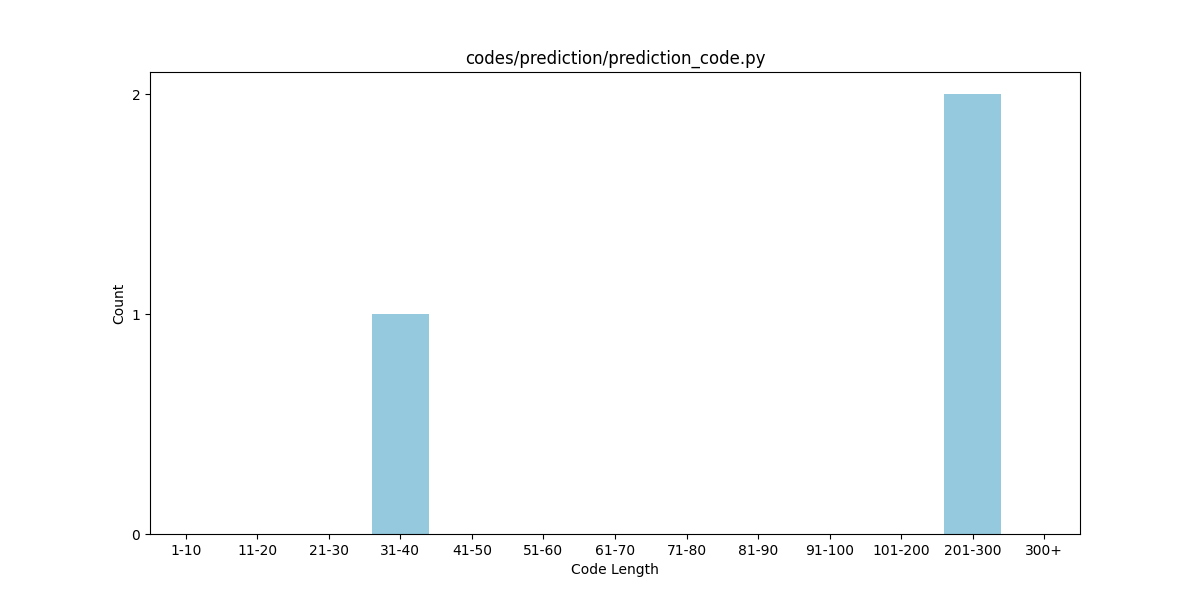 codes/prediction/prediction_code.py
2
1
0
Count
1-10 11-20 21-30 31-40 41-50 51-60 61-70 71-80 81-90 91-100 101-200 201-300 300+
Code Length